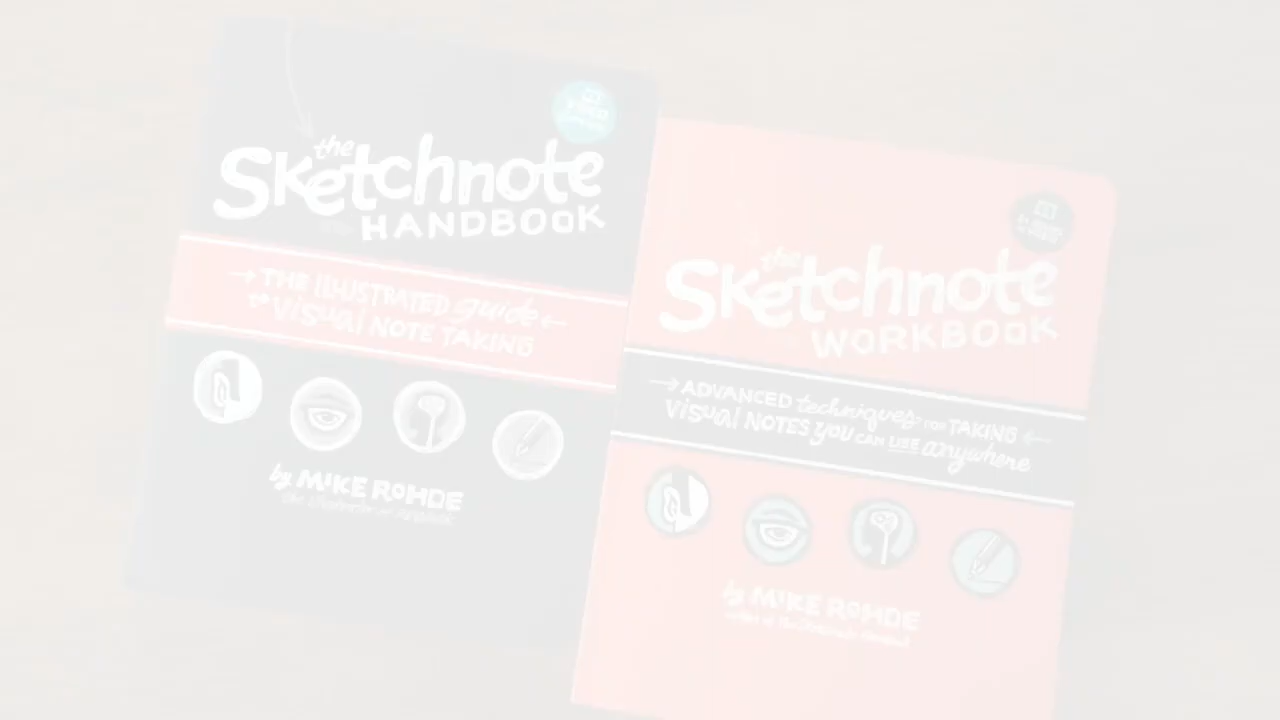 the
Sketchnote
HANDBOOK
THE ILLUSTRATED guide
to visual NOTE TAKING
by MIKE ROHDE
the
Sketchnote
WORKBOOK
ADVANCED techniques FOR TAKING
visual NOTES you CAN USE anywhere
by MIKE ROHDE